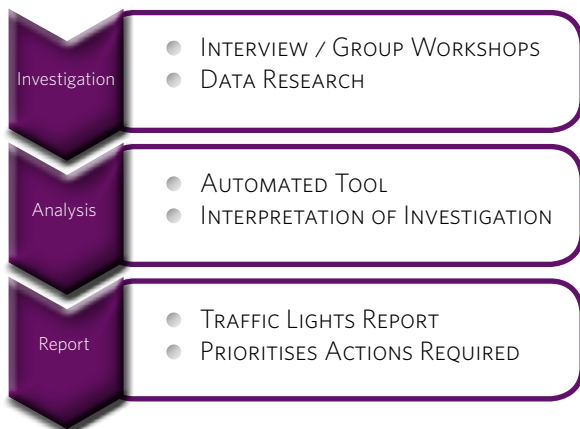 Investigation
Interview / Group Workshops
Data Research
Analysis
Automated Tool
Interpretation of Investigation
Report
Traffic Lights Report
Prioritises Actions Required